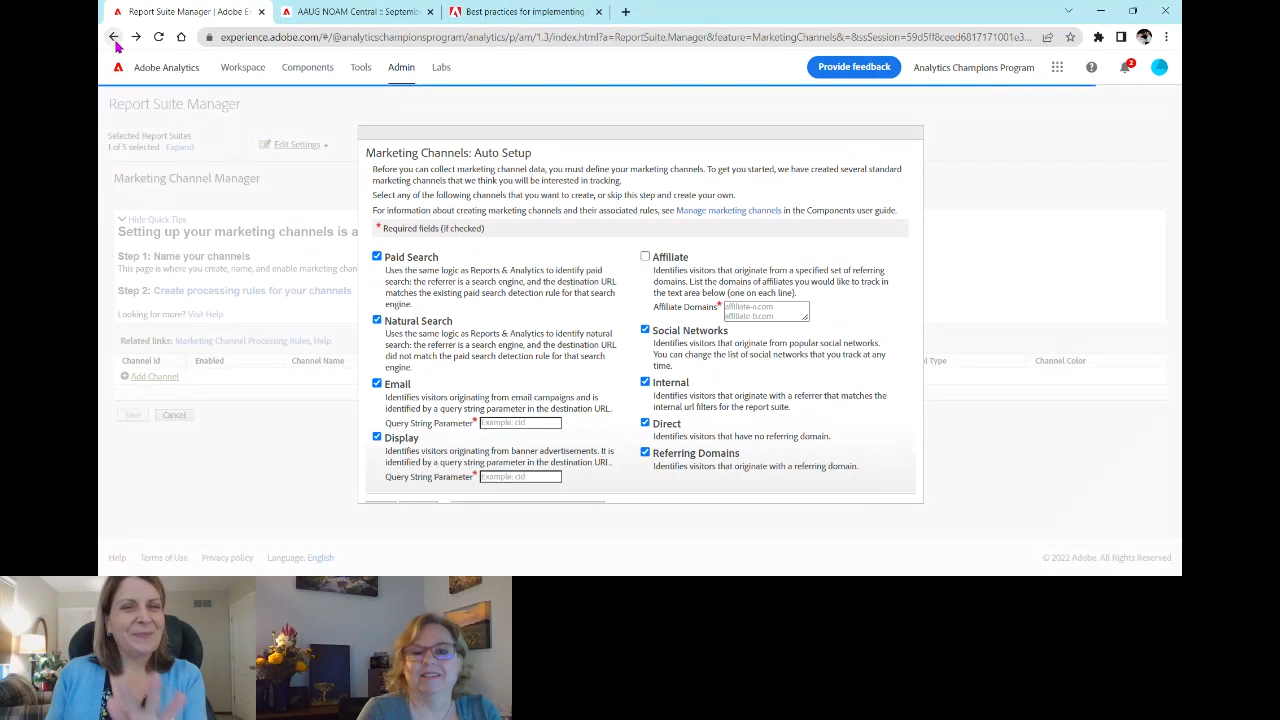 Report Suite Manager | Adobe Ex
AAUG NOAM Central :: Septemb
Best practices for implementing A
experience.adobe.com/#/@analyticschampionsprogram/analytics/p/am/1.3/index.html?a=ReportSuite.Manager&feature=MarketingChannels&=&ssSession=59d5ff8ceed6817171001e3...
Adobe Analytics
Workspace
Components
Tools
Admin
Labs
Provide feedback
Analytics Champions Program
2
Report Suite Manager
Selected Report Suites
1 of 5 selected Expand
Edit Settings
Marketing Channel Manager
Hide Quick Tips
Setting up your marketing channels is a
Step 1: Name your channels
This page is where you create, name, and enable marketing chan
Step 2: Create processing rules for your channels
Looking for more? Visit Help
Related links: Marketing Channel Processing Rules, Help
Channel Id
Enabled
Channel Name
l Type
Channel Color
Add Channel
Save
Cancel
Marketing Channels: Auto Setup
Before you can collect marketing channel data, you must define your marketing channels. To get you started, we have created several standard
marketing channels that we think you will be interested in tracking.
Select any of the following channels that you want to create, or skip this step and create your own.
For information about creating marketing channels and their associated rules, see Manage marketing channels in the Components user guide.
* Required fields (if checked)
Paid Search
Uses the same logic as Reports & Analytics to identify paid
search: the referrer is a search engine, and the destination URL
matches the existing paid search detection rule for that search
engine.
Natural Search
Uses the same logic as Reports & Analytics to identify natural
search: the referrer is a search engine, and the destination URL
did not match the paid search detection rule for that search
engine.
Email
Identifies visitors originating from email campaigns and is
identified by a query string parameter in the destination URL.
Query String Parameter* Example: cid
Display
Identifies visitors originating from banner advertisements. It is
identified by a query string parameter in the destination URL.
Query String Parameter* Example: cid
Affiliate
Identifies visitors that originate from a specified set of referring
domains. List the domains of affiliates you would like to track in
the text area below (one on each line).
Affiliate Domains* affiliate-a.com
affiliate-b.com
Social Networks
Identifies visitors that originate from popular social networks.
You can change the list of social networks that you track at any
time.
Internal
Identifies visitors that originate with a referrer that matches the
internal url filters for the report suite.
Direct
Identifies visitors that have no referring domain.
Referring Domains
Identifies visitors that originate with a referring domain.
Help
Terms of Use
Privacy policy
Language: English
© 2022 Adobe. All Rights Reserved